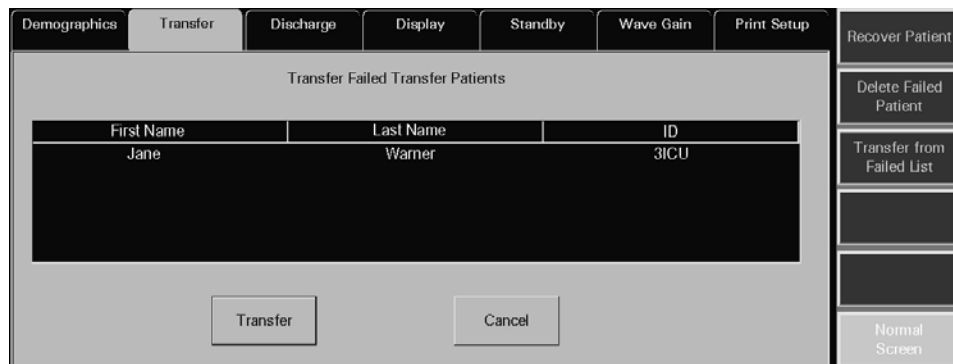 Demographics Transfer Discharge Display Standby Wave Gain Print Setup
Transfer Failed Transfer Patients
First Name Last Name ID
Jane Warner 3ICU
Transfer Cancel
Recover Patient
Delete Failed
Patient
Transfer from
Failed List
Normal
Screen